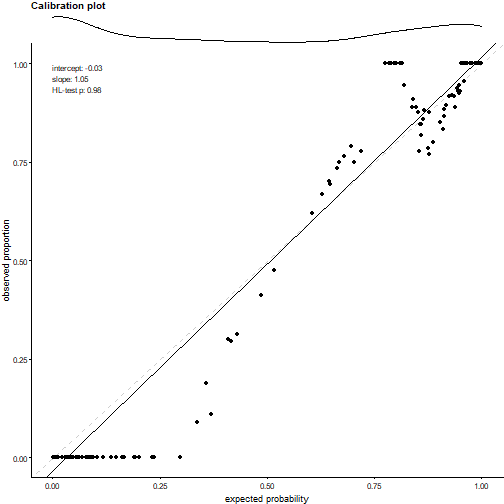 Calibration plot
intercept: -0.03
slope: 1.05
HL-test p: 0.98
observed proportion
1.00
0.75
0.50
0.25
0.00
0.00 0.25 0.50 0.75 1.00
expected probability